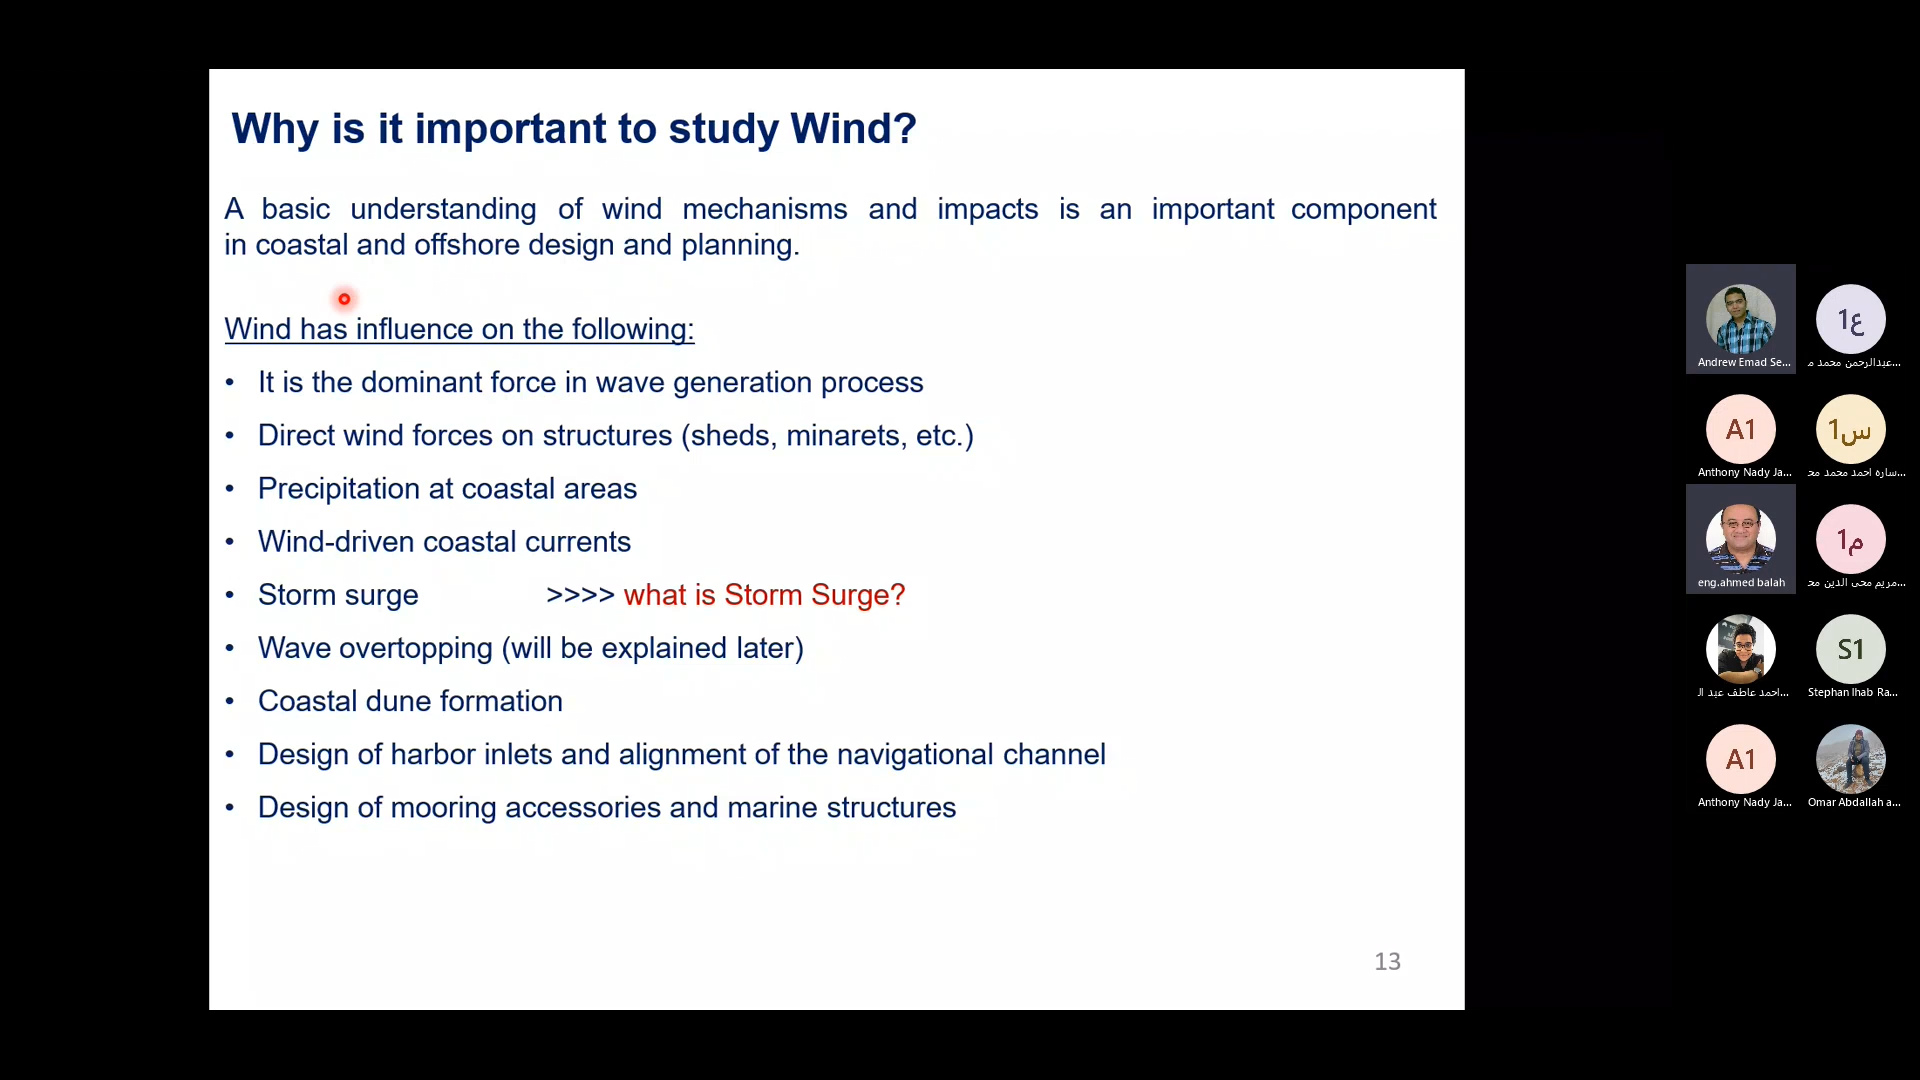 Why is it important to study Wind?
A basic understanding of wind mechanisms and impacts is an important component
in coastal and offshore design and planning.
Wind has influence on the following:
• It is the dominant force in wave generation process
• Direct wind forces on structures (sheds, minarets, etc.)
• Precipitation at coastal areas
• Wind-driven coastal currents
• Storm surge >>>> what is Storm Surge?
• Wave overtopping (will be explained later)
• Coastal dune formation
• Design of harbor inlets and alignment of the navigational channel
• Design of mooring accessories and marine structures
13
Andrew Emad Se...
ع1
عبدالرحمن محمد م...
A1
Anthony Nady Ja...
س1
ساره احمد محمد مح...
eng.ahmed balah
م1
مريم محى الدين مح...
احمد عاطف عبد ال...
S1
Stephan Ihab Ra...
A1
Anthony Nady Ja...
Omar Abdallah a...